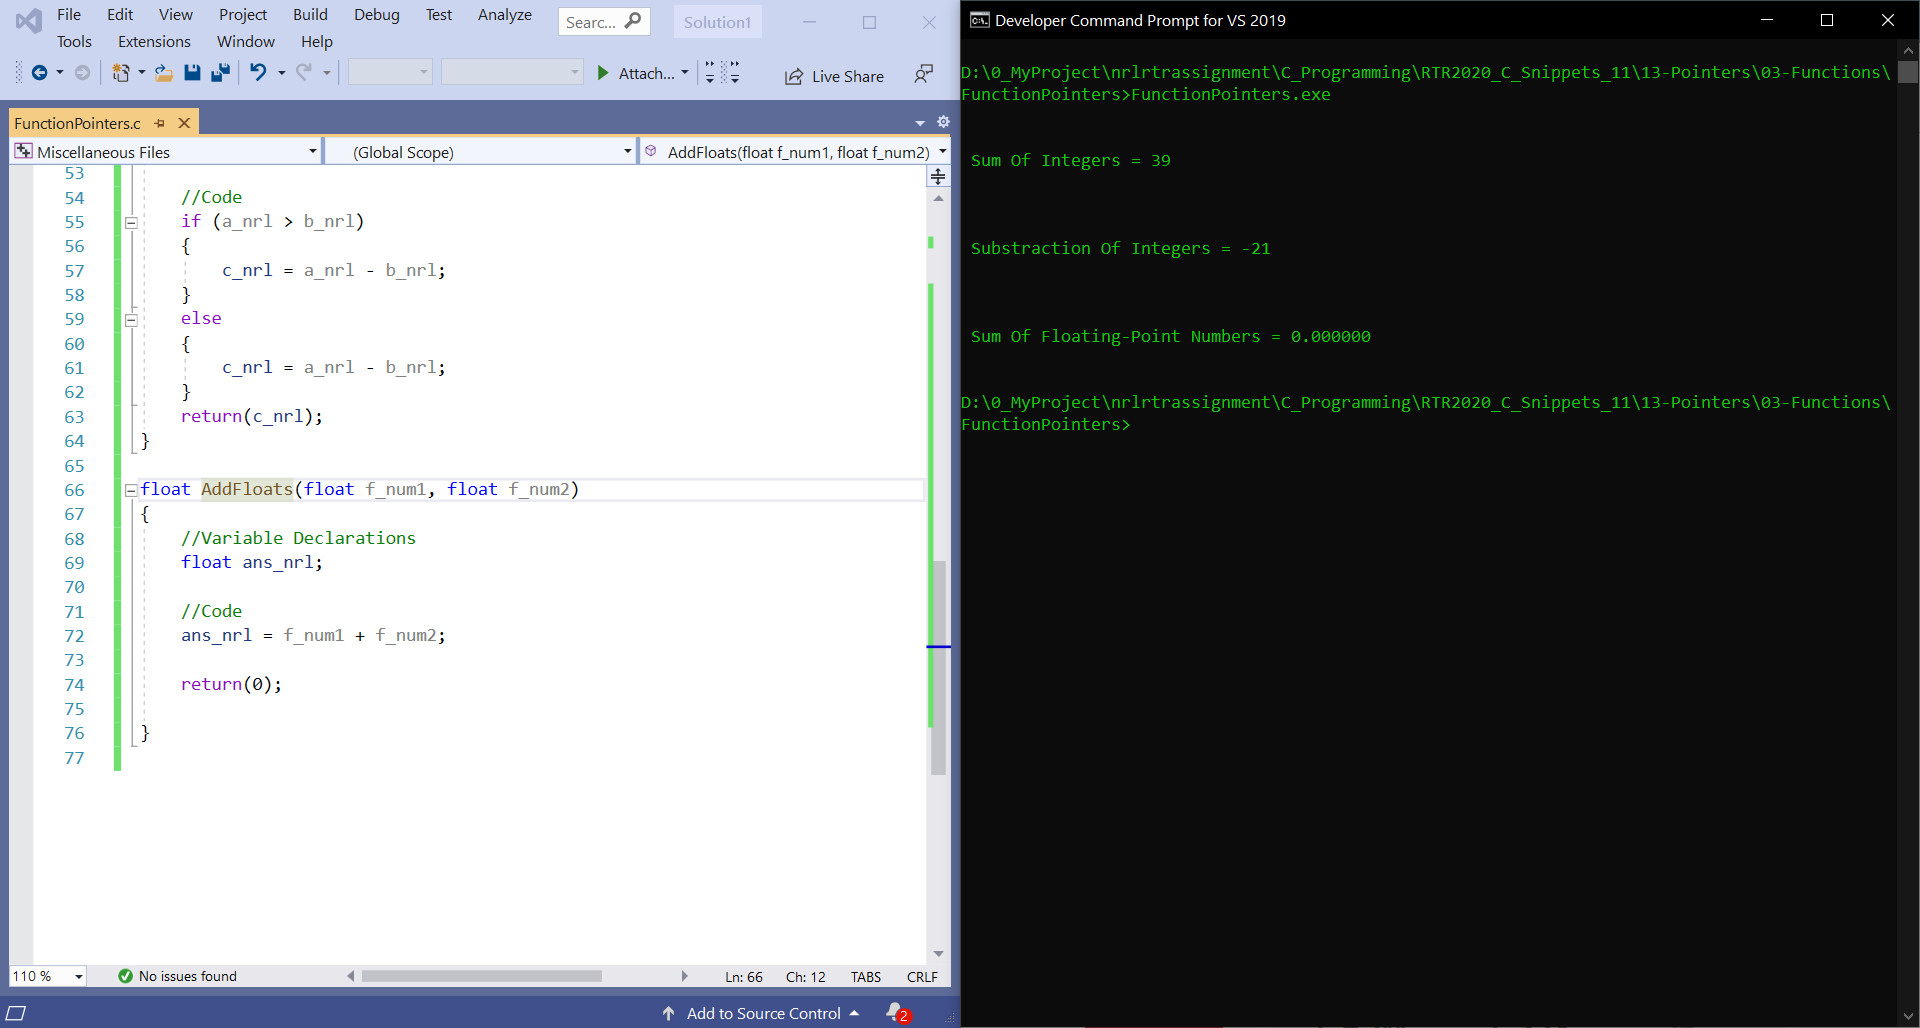 File Edit View Project Build Debug Test Analyze Searc... Solution1
Tools Extensions Window Help
Attach... Live Share
FunctionPointers.c
Miscellaneous Files (Global Scope) AddFloats(float f_num1, float f_num2)
53
54 //Code
55 if (a_nrl > b_nrl)
56 {
57 c_nrl = a_nrl - b_nrl;
58 }
59 else
60 {
61 c_nrl = a_nrl - b_nrl;
62 }
63 return(c_nrl);
64 }
65
66 float AddFloats(float f_num1, float f_num2)
67 {
68 //Variable Declarations
69 float ans_nrl;
70
71 //Code
72 ans_nrl = f_num1 + f_num2;
73
74 return(0);
75
76 }
77
110 % No issues found Ln: 66 Ch: 12 TABS CRLF
Add to Source Control 2
C:\. Developer Command Prompt for VS 2019
D:\0_MyProject\nrlrtrassignment\C_Programming\RTR2020_C_Snippets_11\13-Pointers\03-Functions\
FunctionPointers>FunctionPointers.exe
Sum Of Integers = 39
Substraction Of Integers = -21
Sum Of Floating-Point Numbers = 0.000000
D:\0_MyProject\nrlrtrassignment\C_Programming\RTR2020_C_Snippets_11\13-Pointers\03-Functions\
FunctionPointers>